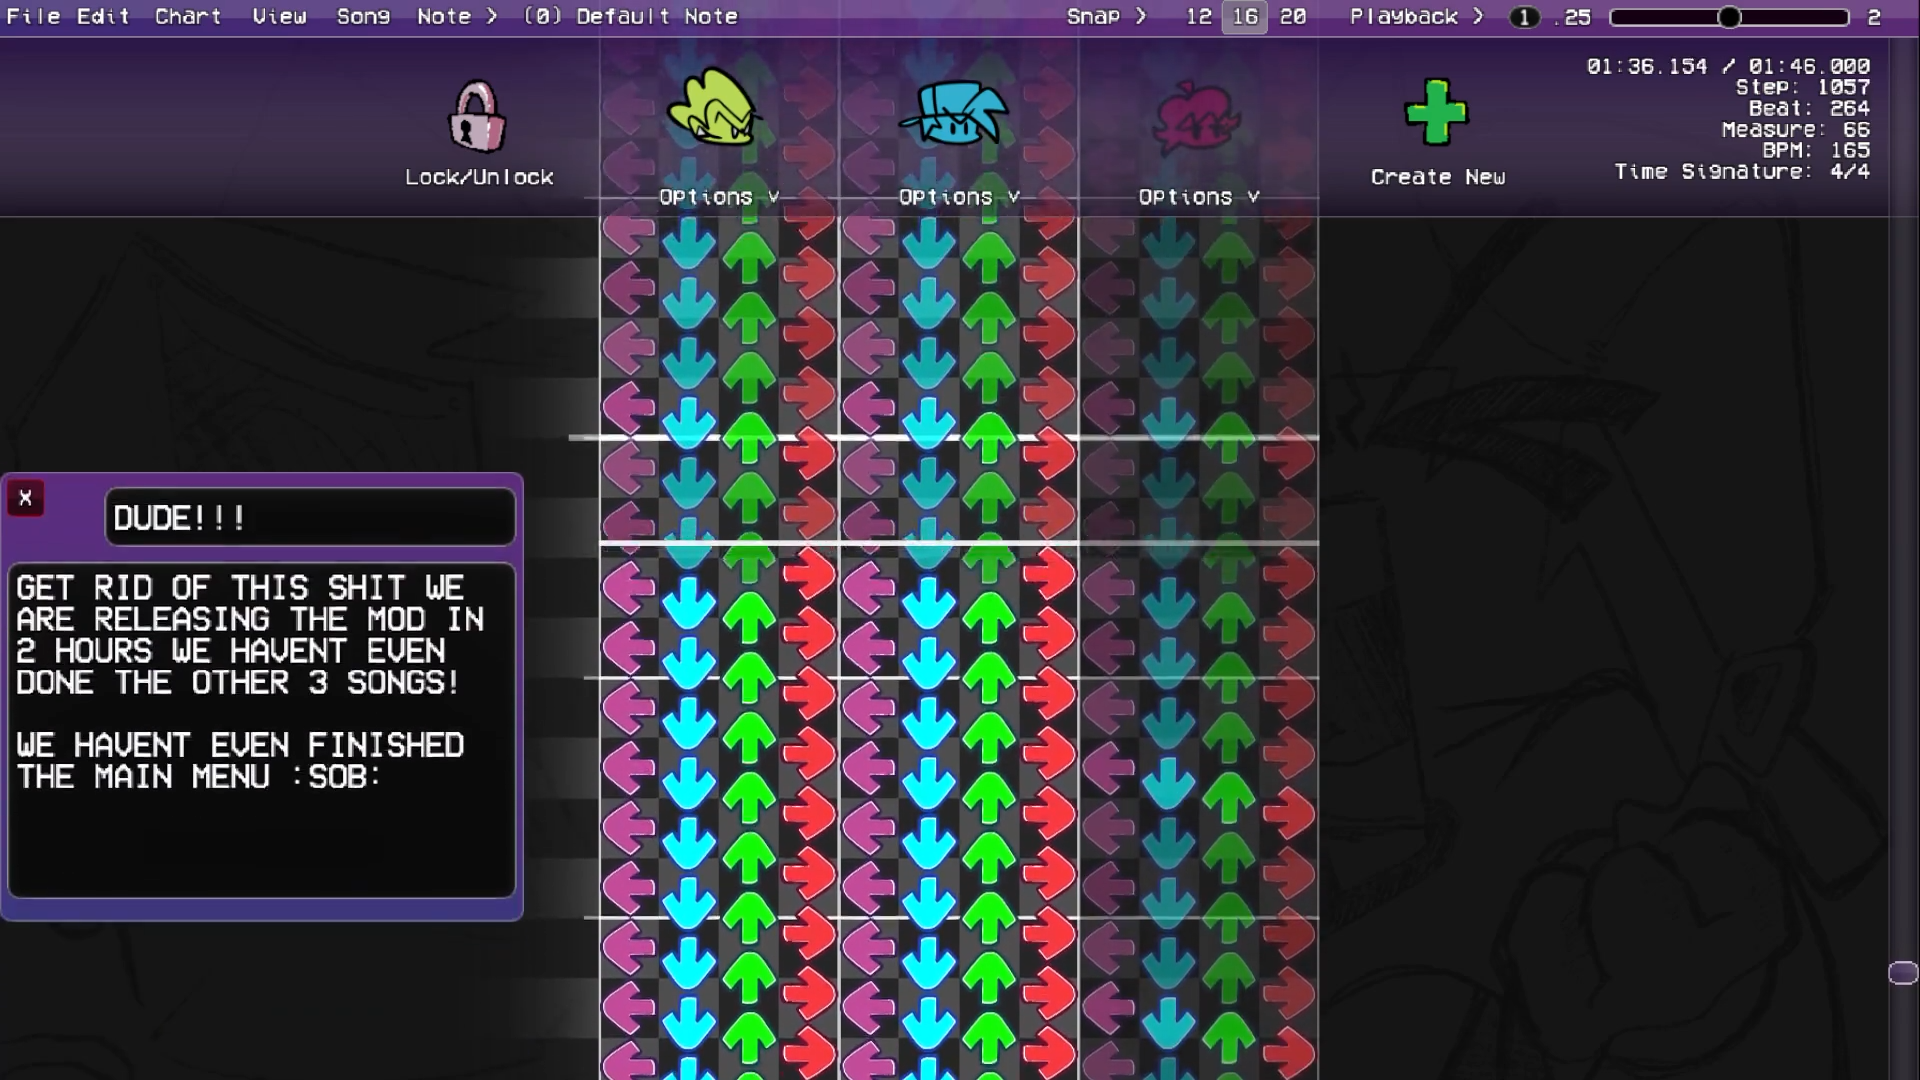 File Edit Chart View Song Note > (0) Default Note Snap > 12 16 20 Playback > 1 .25 2
01:36.154 / 01:46.000
Step: 1057
Beat: 264
Measure: 66
BPM: 165
Time Signature: 4/4
Lock/Unlock
Options v Options v Options v
Create New
X
DUDE!!!
GET RID OF THIS SHIT WE
ARE RELEASING THE MOD IN
2 HOURS WE HAVENT EVEN
DONE THE OTHER 3 SONGS!
WE HAVENT EVEN FINISHED
THE MAIN MENU :SOB: